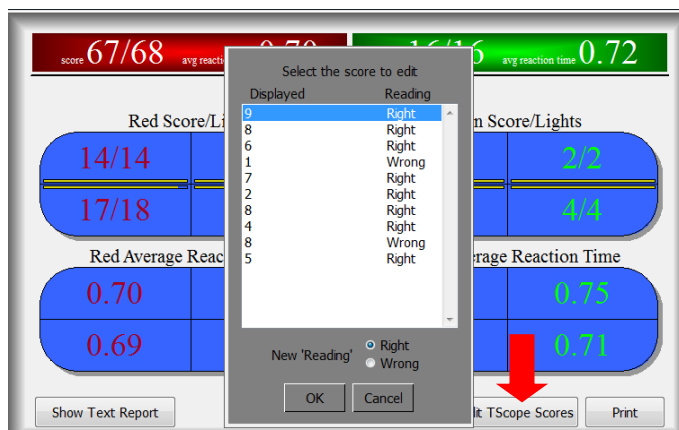 score 67/68 avg reacti 0.70 16/16 avg reaction time 0.72
Select the score to edit
Displayed Reading
9 Right
8 Right
6 Right
1 Wrong
7 Right
2 Right
8 Right
4 Right
8 Wrong
5 Right
New 'Reading' Right
Wrong
OK Cancel
Red Score/Li n Score/Lights
14/14 2/2
17/18 4/4
Red Average Reac erage Reaction Time
0.70 0.75
0.69 0.71
Show Text Report it TScope Scores Print